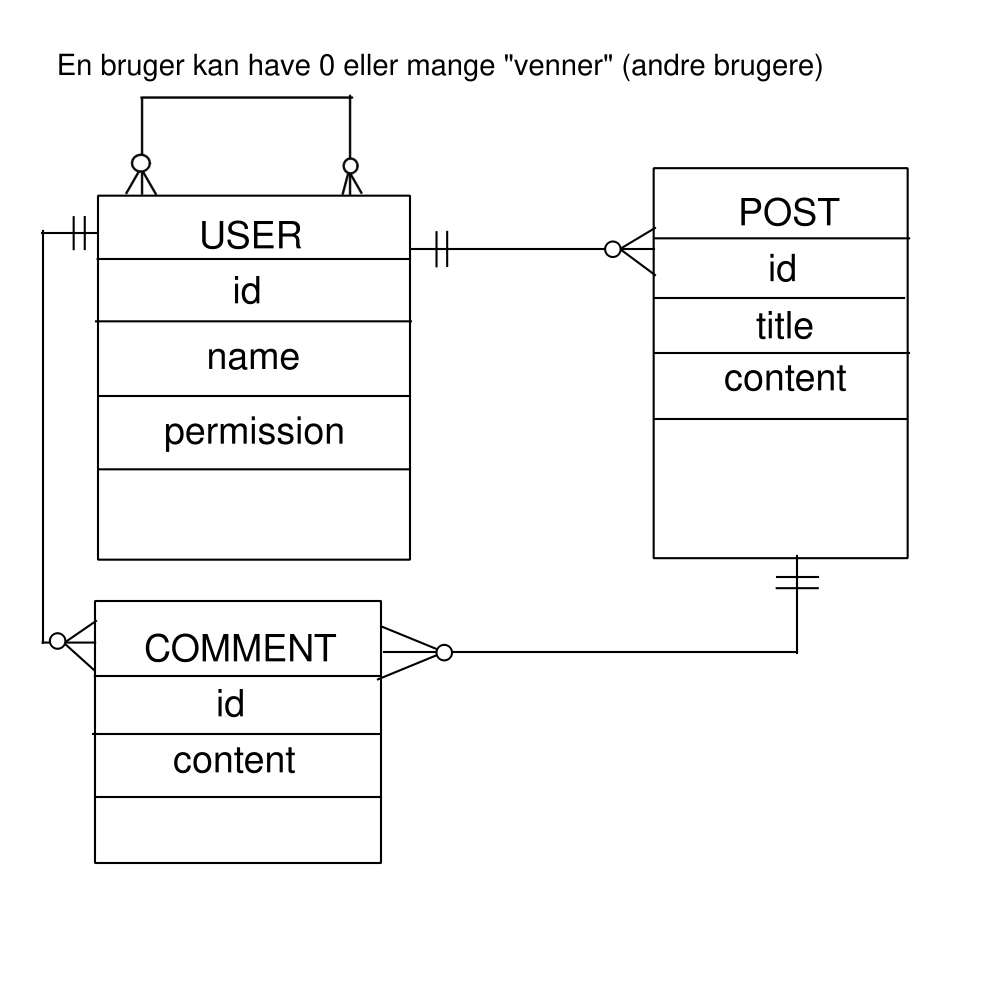 En bruger kan have 0 eller mange "venner" (andre brugere)
USER
id
name
permission
POST
id
title
content
COMMENT
id
content